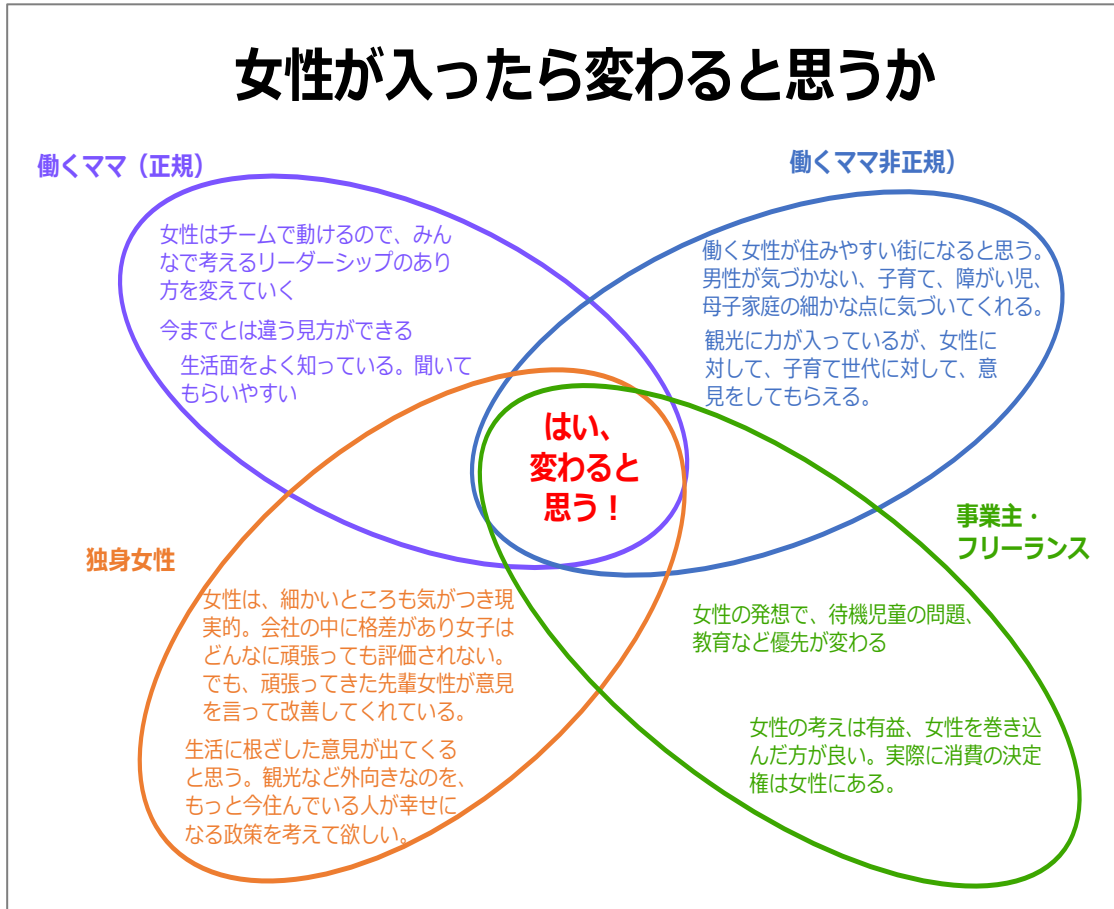 女性が入ったら変わると思うか
働くママ（正規）
女性はチームで動けるので、みん
なで考えるリーダーシップのあり
方を変えていく
今までとは違う見方ができる
生活面をよく知っている。聞いて
もらいやすい
働くママ非正規）
働く女性が住みやすい街になると思う。
男性が気づかない、子育て、障がい児、
母子家庭の細かな点に気づいてくれる。
観光に力が入っているが、女性に
対して、子育て世代に対して、意
見をしてもらえる。
はい、
変わると
思う！
独身女性
女性は、細かいところも気がつき現
実的。会社の中に格差があり女子は
どんなに頑張っても評価されない。
でも、頑張ってきた先輩女性が意見
を言って改善してくれている。
生活に根ざした意見が出てくる
と思う。観光など外向きなのを、
もっと今住んでいる人が幸せに
なる政策を考えて欲しい。
事業主・
フリーランス
女性の発想で、待機児童の問題、
教育など優先が変わる
女性の考えは有益、女性を巻き込
んだ方が良い。実際に消費の決定
権は女性にある。